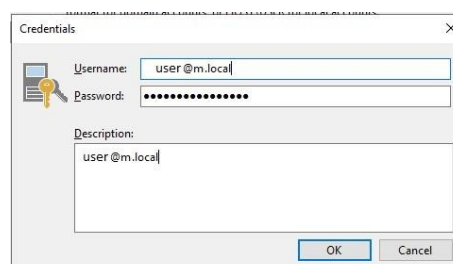 Credentials
Username: user@m.local
Password: ••••••••••••••••
Description:
user@m.local
OK Cancel